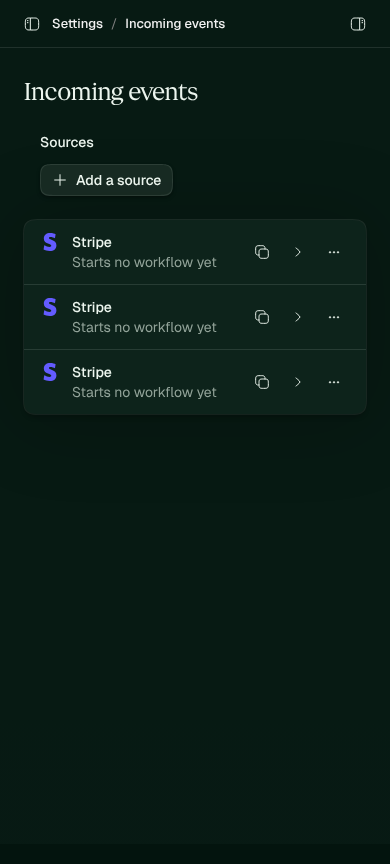 Settings / Incoming events
Incoming events
Sources
Add a source
Stripe
Starts no workflow yet
Stripe
Starts no workflow yet
Stripe
Starts no workflow yet